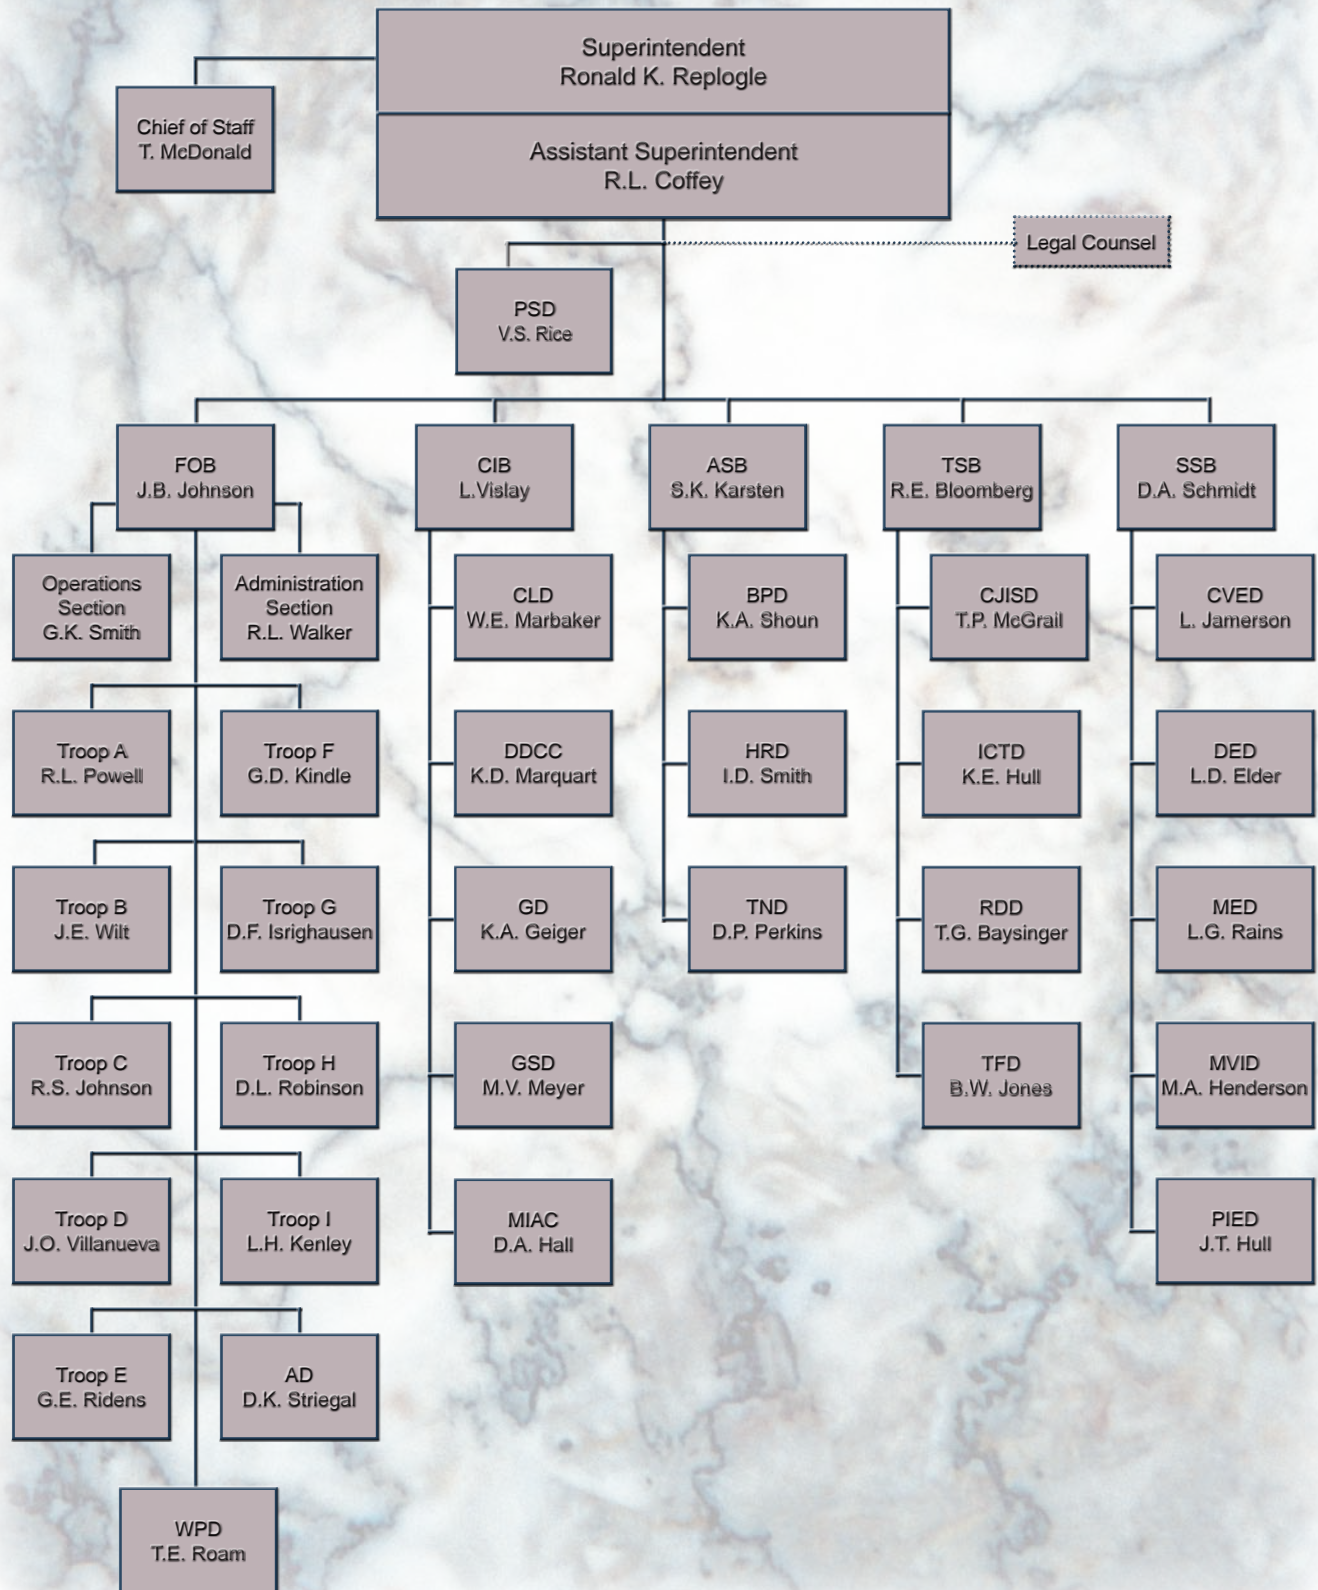 Superintendent
Ronald K. Replogle
Chief of Staff
T. McDonald
Assistant Superintendent
R.L. Coffey
Legal Counsel
PSD
V.S. Rice
FOB
J.B. Johnson
CIB
L.Vislay
ASB
S.K. Karsten
TSB
R.E. Bloomberg
SSB
D.A. Schmidt
Operations
Section
G.K. Smith
Administration
Section
R.L. Walker
CLD
W.E. Marbaker
BPD
K.A. Shoun
CJISD
T.P. McGrail
CVED
L. Jamerson
Troop A
R.L. Powell
Troop F
G.D. Kindle
DDCC
K.D. Marquart
HRD
I.D. Smith
ICTD
K.E. Hull
DED
L.D. Elder
Troop B
J.E. Wilt
Troop G
D.F. Isrighausen
GD
K.A. Geiger
TND
D.P. Perkins
RDD
T.G. Baysinger
MED
L.G. Rains
Troop C
R.S. Johnson
Troop H
D.L. Robinson
GSD
M.V. Meyer
TFD
B.W. Jones
MVID
M.A. Henderson
Troop D
J.O. Villanueva
Troop I
L.H. Kenley
MIAC
D.A. Hall
PIED
J.T. Hull
Troop E
G.E. Ridens
AD
D.K. Striegal
WPD
T.E. Roam